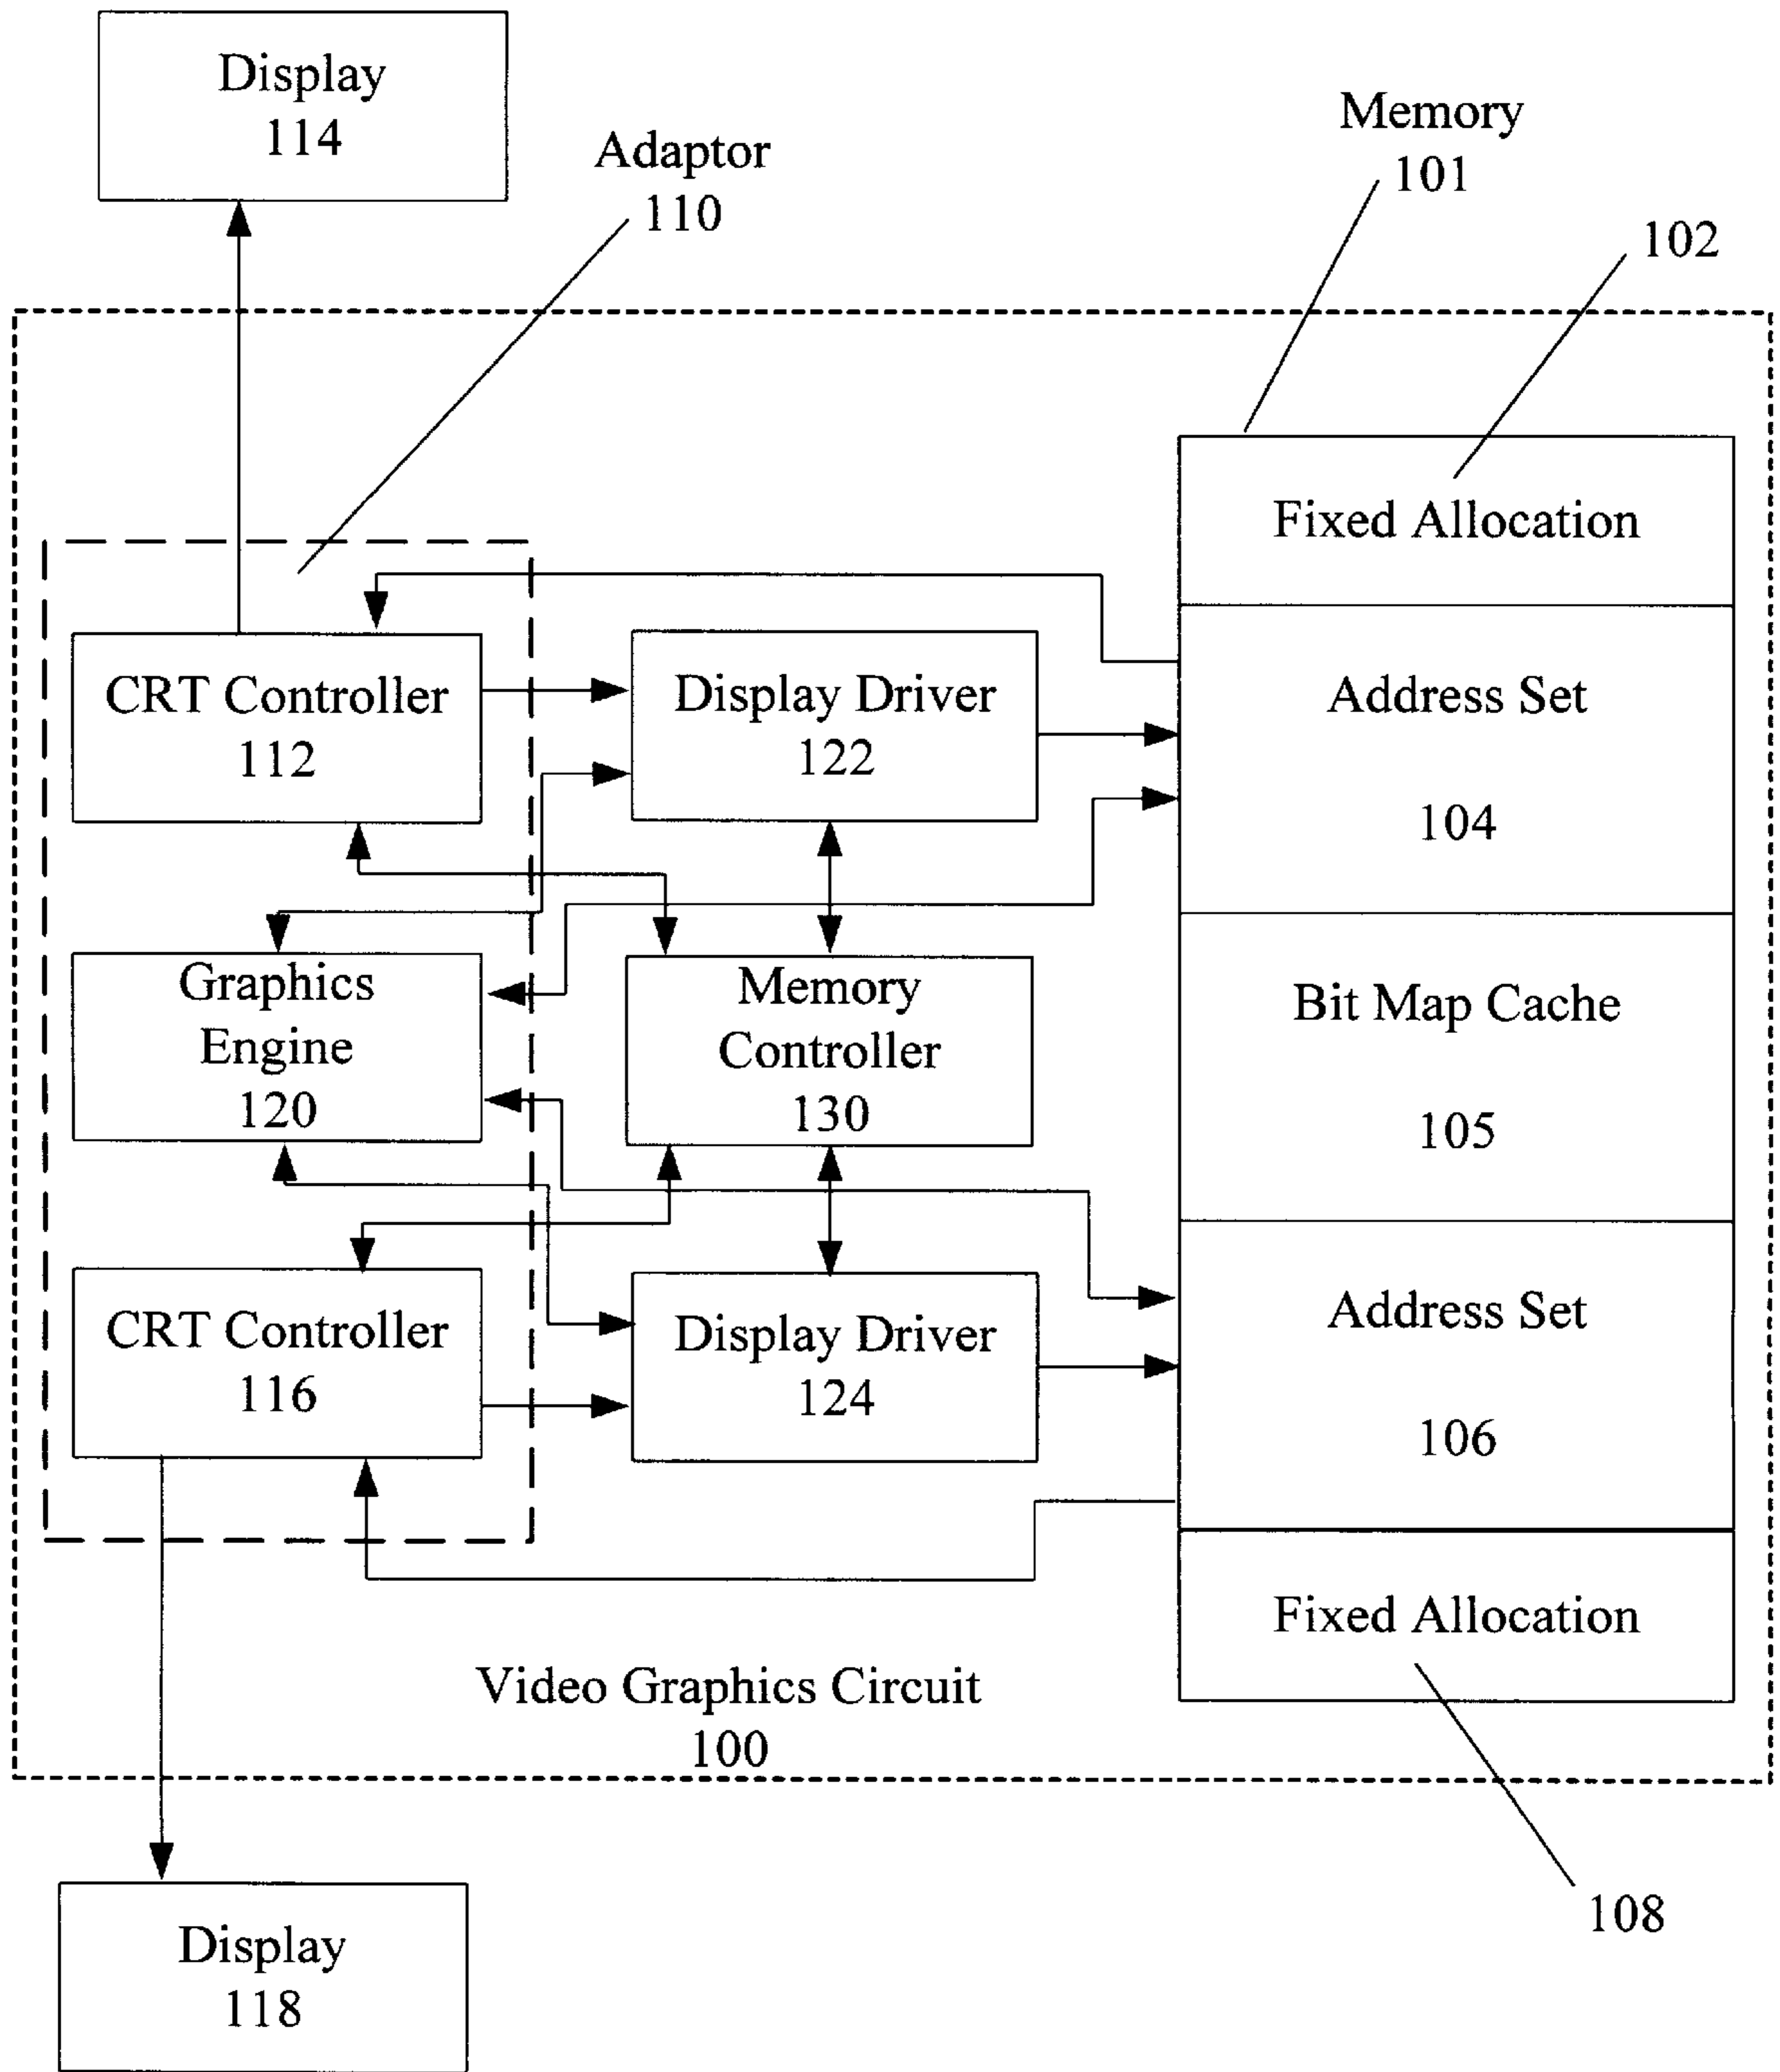 Display
114
Adaptor
110
Memory
101
102
Fixed Allocation
CRT Controller
112
Display Driver
122
Address Set
104
Graphics
Engine
120
Memory
Controller
130
Bit Map Cache
105
CRT Controller
116
Display Driver
124
Address Set
106
Fixed Allocation
Video Graphics Circuit
100
108
Display
118